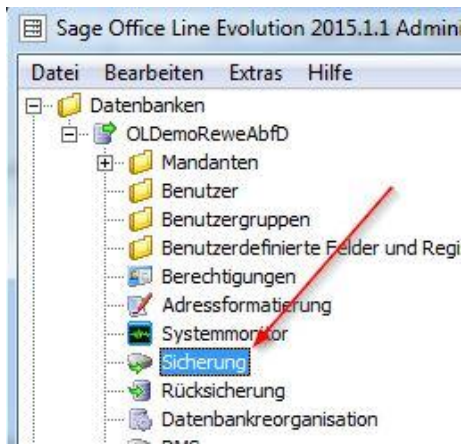 Sage Office Line Evolution 2015.1.1
Datei Bearbeiten Extras Hilfe
Datenbanken
OLDemoReweAbfD
Mandanten
Benutzer
Benutzergruppen
Benutzerdefinierte Felder und Regi
Berechtigungen
Adressformatierung
Systemmonitor
Sicherung
Rücksicherung
Datenbankreorganisation